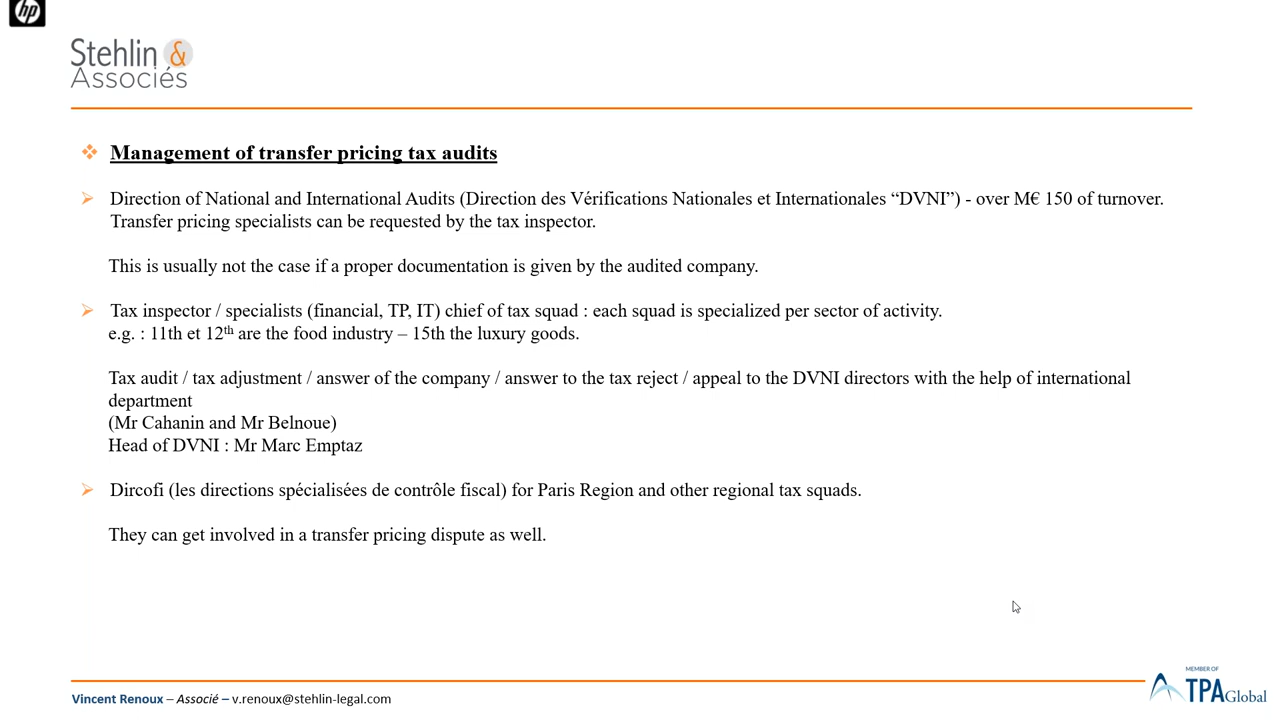 hp
Stehlin &
Associés
Management of transfer pricing tax audits
Direction of National and International Audits (Direction des Vérifications Nationales et Internationales “DVNI”) - over M€ 150 of turnover.
Transfer pricing specialists can be requested by the tax inspector.
This is usually not the case if a proper documentation is given by the audited company.
Tax inspector / specialists (financial, TP, IT) chief of tax squad : each squad is specialized per sector of activity.
e.g. : 11th et 12th are the food industry – 15th the luxury goods.
Tax audit / tax adjustment / answer of the company / answer to the tax reject / appeal to the DVNI directors with the help of international
department
(Mr Cahanin and Mr Belnoue)
Head of DVNI : Mr Marc Emptaz
Dircofi (les directions spécialisées de contrôle fiscal) for Paris Region and other regional tax squads.
They can get involved in a transfer pricing dispute as well.
MEMBER OF
TPAGlobal
Vincent Renoux – Associé – v.renoux@stehlin-legal.com